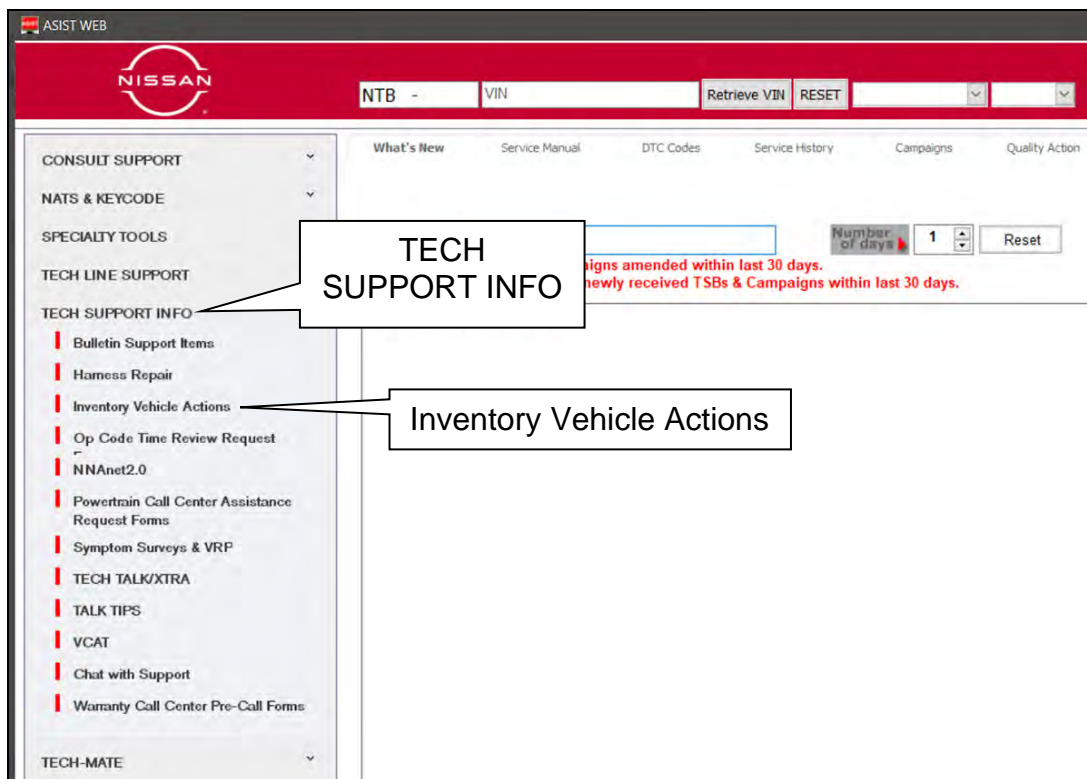 ASIST WEB
NISSAN
NTB - VIN Retrieve VIN RESET
What's New Service Manual DTC Codes Service History Campaigns Quality Action
CONSULT SUPPORT
NATS & KEYCODE
SPECIALTY TOOLS
TECH LINE SUPPORT
TECH SUPPORT INFO
Bulletin Support Items
Harness Repair
Inventory Vehicle Actions
Op Code Time Review Request
NNAnet2.0
Powertrain Call Center Assistance
Request Forms
Symptom Surveys & VRP
TECH TALK/XTRA
TALK TIPS
VCAT
Chat with Support
Warranty Call Center Pre-Call Forms
TECH-MATE
TECH
SUPPORT INFO
Number
of days 1 Reset
amended within last 30 days.
newly received TSBs & Campaigns within last 30 days.
Inventory Vehicle Actions